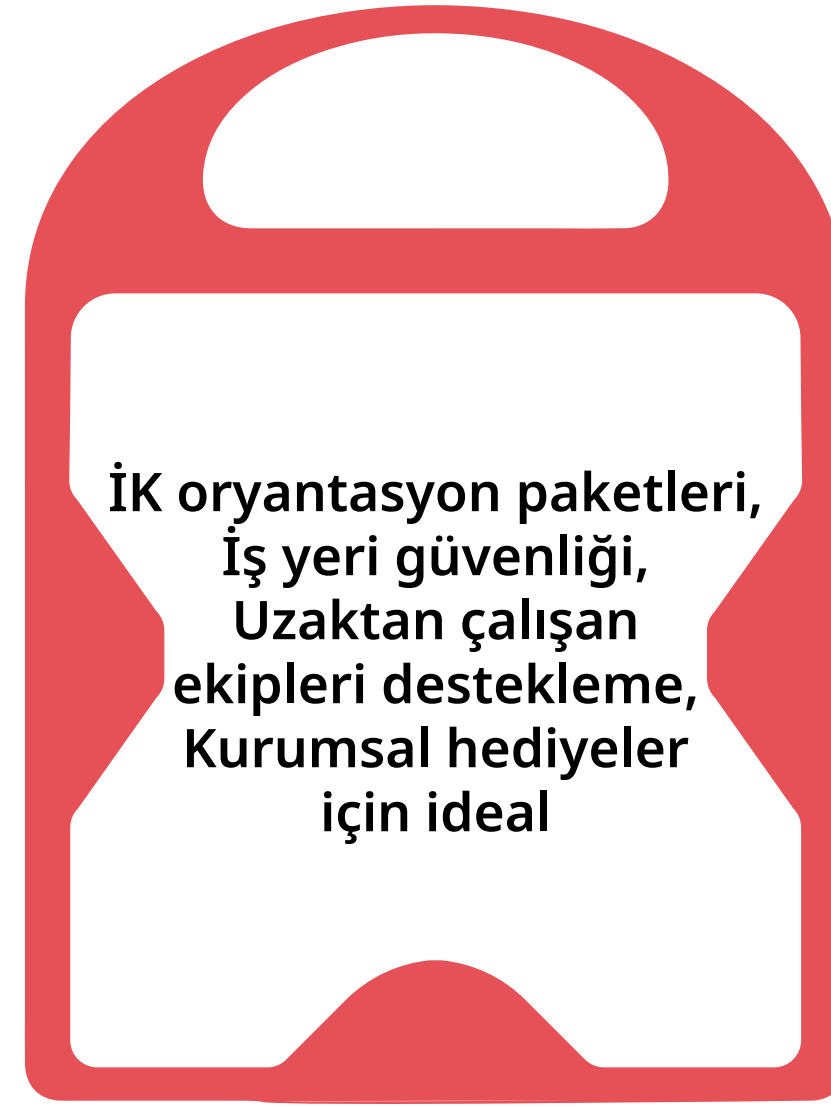 İK oryantasyon paketleri,
İş yeri güvenliği,
Uzaktan çalışan
ekipleri destekleme,
Kurumsal hediyeler
için ideal